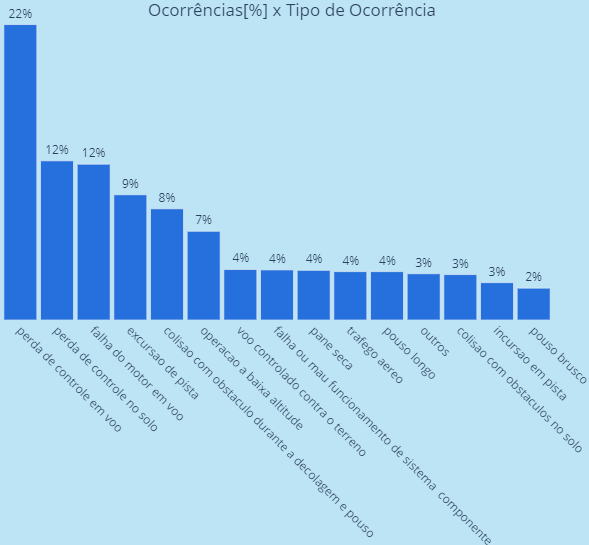 Ocorrências[%] x Tipo de Ocorrência
22%
12%
12%
9%
8%
7%
4%
4%
4%
4%
4%
3%
3%
3%
2%
perda de controle em voo
perda de controle no solo
falha do motor em voo
excursao de pista
colisao com obstaculo durante a decolagem e pouso
operacao a baixa altitude
voo controlado contra o terreno
falha ou mau funcionamento de sistema componente
pane seca
trafego aereo
pouso longo
outros
colisao com obstaculos no solo
incursao em pista
pouso brusco